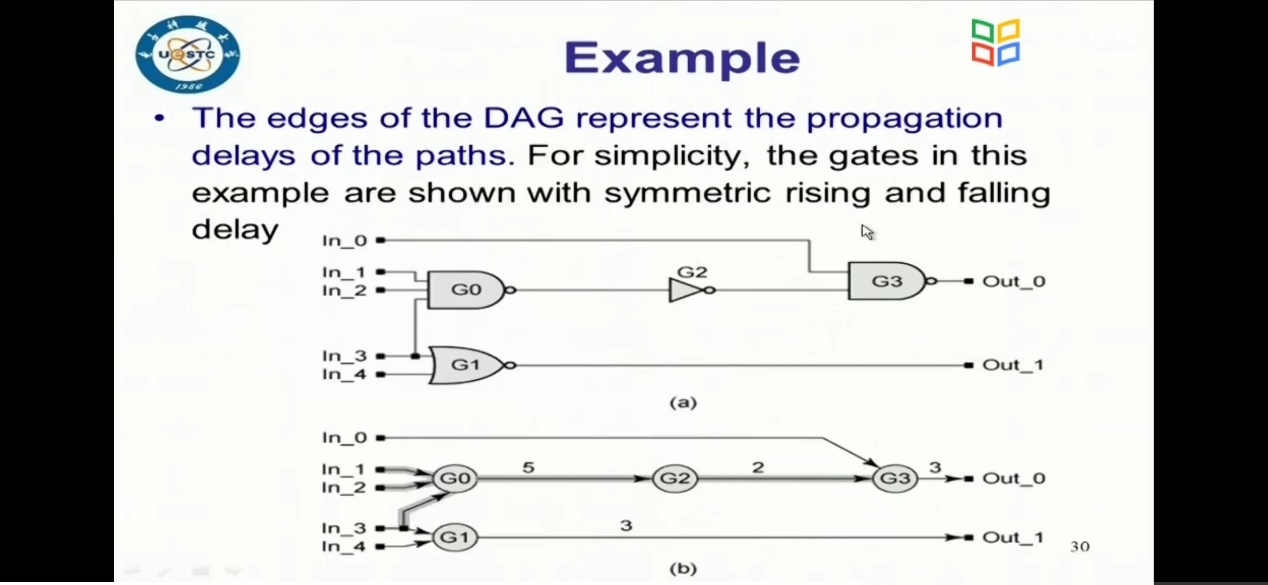 UESTC
1956
Example
• The edges of the DAG represent the propagation
delays of the paths. For simplicity, the gates in this
example are shown with symmetric rising and falling
delay
In_0
In_1
In_2
G0
G2
G3
Out_0
In_3
In_4
G1
Out_1
(a)
In_0
In_1
In_2
G0
5
G2
2
G3
3
Out_0
In_3
In_4
G1
3
Out_1
30
(b)